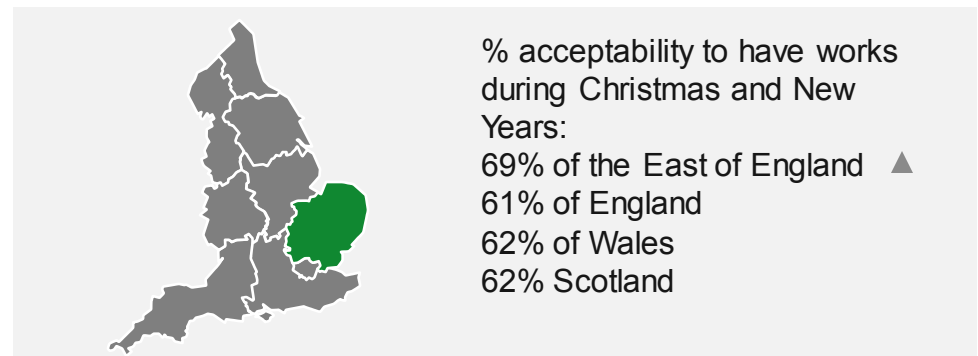 % acceptability to have works
during Christmas and New
Years:
69% of the East of England
61% of England
62% of Wales
62% Scotland